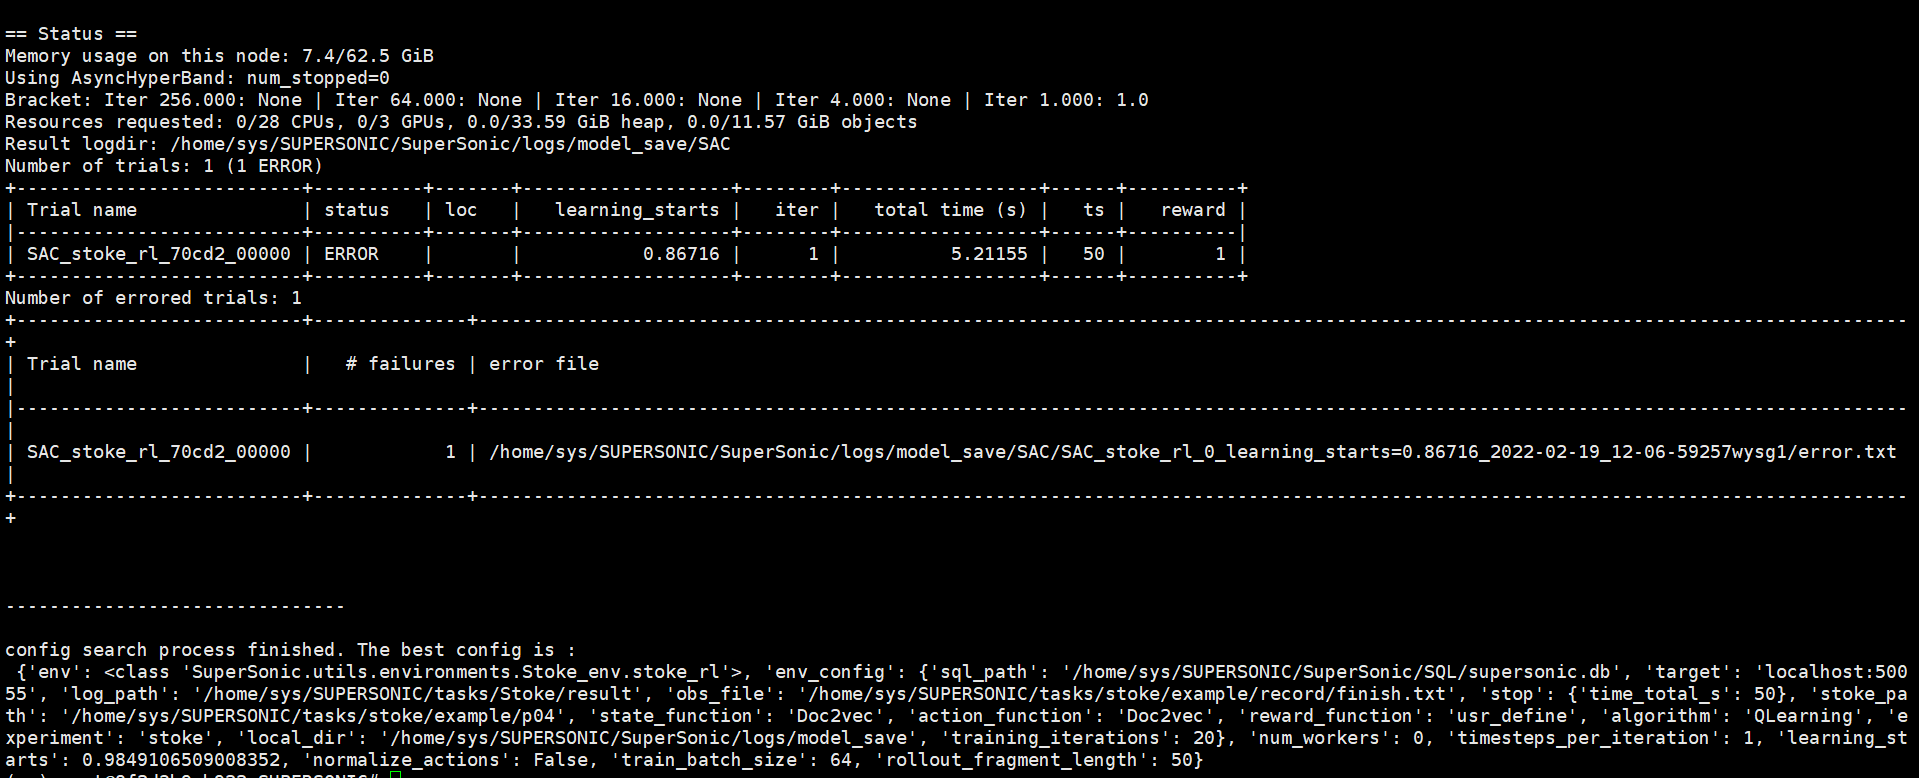 == Status ==
Memory usage on this node: 7.4/62.5 GiB
Using AsyncHyperBand: num_stopped=0
Bracket: Iter 256.000: None | Iter 64.000: None | Iter 16.000: None | Iter 4.000: None | Iter 1.000: 1.0
Resources requested: 0/28 CPUs, 0/3 GPUs, 0.0/33.59 GiB heap, 0.0/11.57 GiB objects
Result logdir: /home/sys/SUPERSONIC/SuperSonic/logs/model_save/SAC
Number of trials: 1 (1 ERROR)
+--------------------------+----------+-------+-------------------+--------+------------------+------+----------+
| Trial name               | status   | loc   |   learning_starts |   iter |   total time (s) |   ts |   reward |
|--------------------------+----------+-------+-------------------+--------+------------------+------+----------|
| SAC_stoke_rl_70cd2_00000 | ERROR    |       |           0.86716 |      1 |          5.21155 |   50 |        1 |
+--------------------------+----------+-------+-------------------+--------+------------------+------+----------+
Number of errored trials: 1
+--------------------------+--------------+----------------------------------------------------------------------------------------------------------------------------------
+
| Trial name               |   # failures | error file
|
|--------------------------+--------------+----------------------------------------------------------------------------------------------------------------------------------
|
| SAC_stoke_rl_70cd2_00000 |            1 | /home/sys/SUPERSONIC/SuperSonic/logs/model_save/SAC/SAC_stoke_rl_0_learning_starts=0.86716_2022-02-19_12-06-59257wysg1/error.txt
|
+--------------------------+--------------+----------------------------------------------------------------------------------------------------------------------------------
+
-------------------------------
config search process finished. The best config is :
{'env': <class 'SuperSonic.utils.environments.Stoke_env.stoke_rl'>, 'env_config': {'sql_path': '/home/sys/SUPERSONIC/SuperSonic/SQL/supersonic.db', 'target': 'localhost:500
55', 'log_path': '/home/sys/SUPERSONIC/tasks/Stoke/result', 'obs_file': '/home/sys/SUPERSONIC/tasks/stoke/example/record/finish.txt', 'stop': {'time_total_s': 50}, 'stoke_pa
th': '/home/sys/SUPERSONIC/tasks/stoke/example/p04', 'state_function': 'Doc2vec', 'action_function': 'Doc2vec', 'reward_function': 'usr_define', 'algorithm': 'QLearning', 'e
xperiment': 'stoke', 'local_dir': '/home/sys/SUPERSONIC/SuperSonic/logs/model_save', 'training_iterations': 20}, 'num_workers': 0, 'timesteps_per_iteration': 1, 'learning_st
arts': 0.9849106509008352, 'normalize_actions': False, 'train_batch_size': 64, 'rollout_fragment_length': 50}